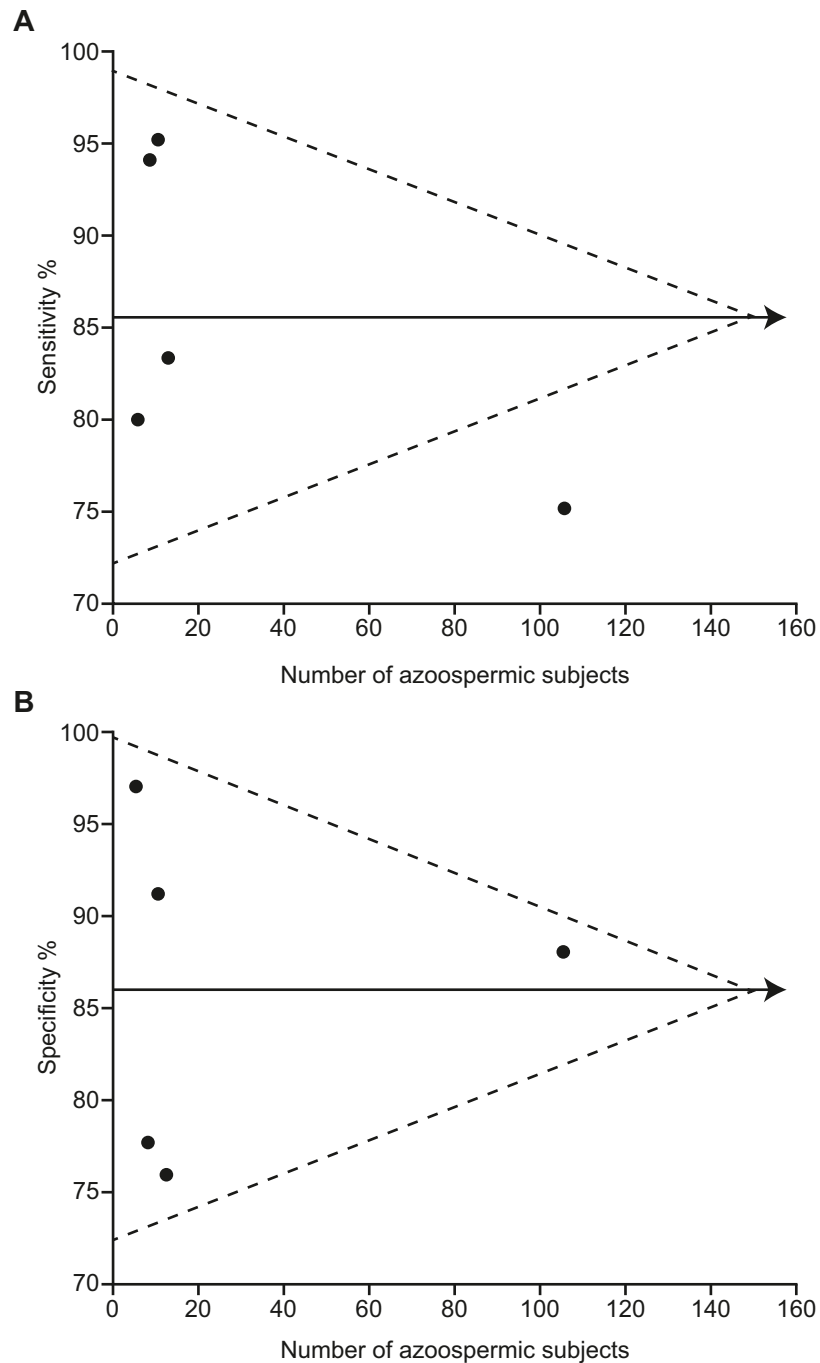 A
100
95
90
85
80
75
70
Sensitivity %
0 20 40 60 80 100 120 140 160
Number of azoospermic subjects
B
100
95
90
85
80
75
70
Specificity %
0 20 40 60 80 100 120 140 160
Number of azoospermic subjects